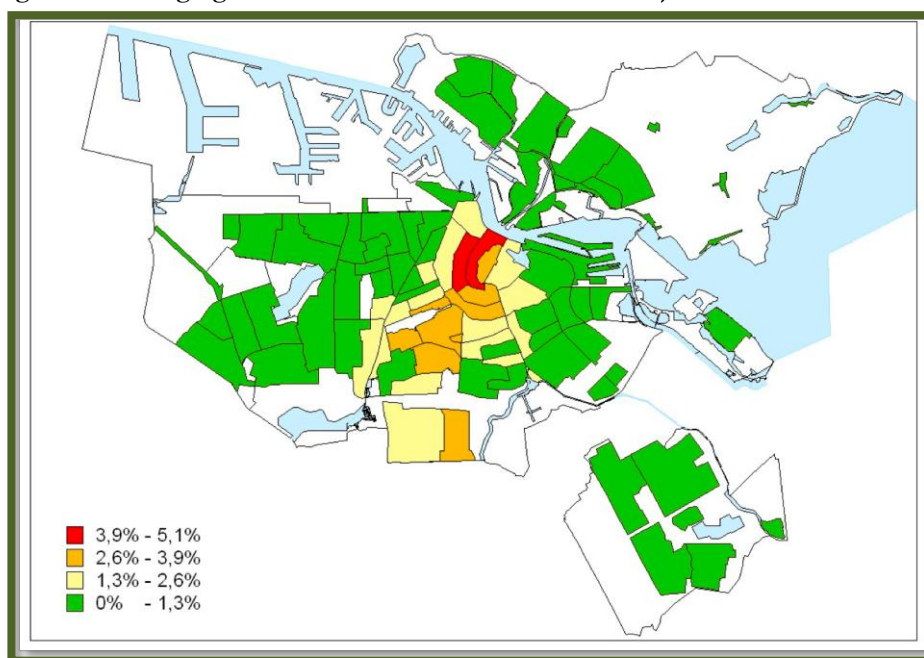 3,9% - 5,1%
2,6% - 3,9%
1,3% - 2,6%
0% - 1,3%